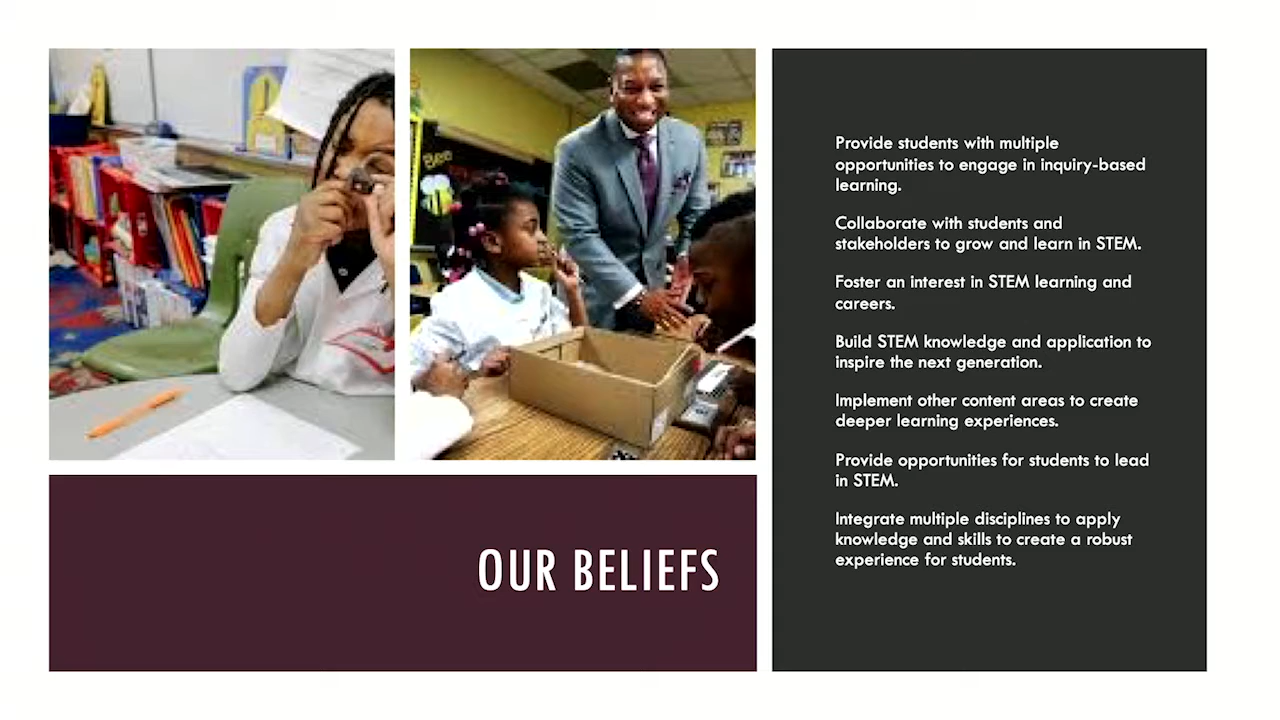 Bee
OUR BELIEFS
Provide students with multiple
opportunities to engage in inquiry-based
learning.
Collaborate with students and
stakeholders to grow and learn in STEM.
Foster an interest in STEM learning and
careers.
Build STEM knowledge and application to
inspire the next generation.
Implement other content areas to create
deeper learning experiences.
Provide opportunities for students to lead
in STEM.
Integrate multiple disciplines to apply
knowledge and skills to create a robust
experience for students.